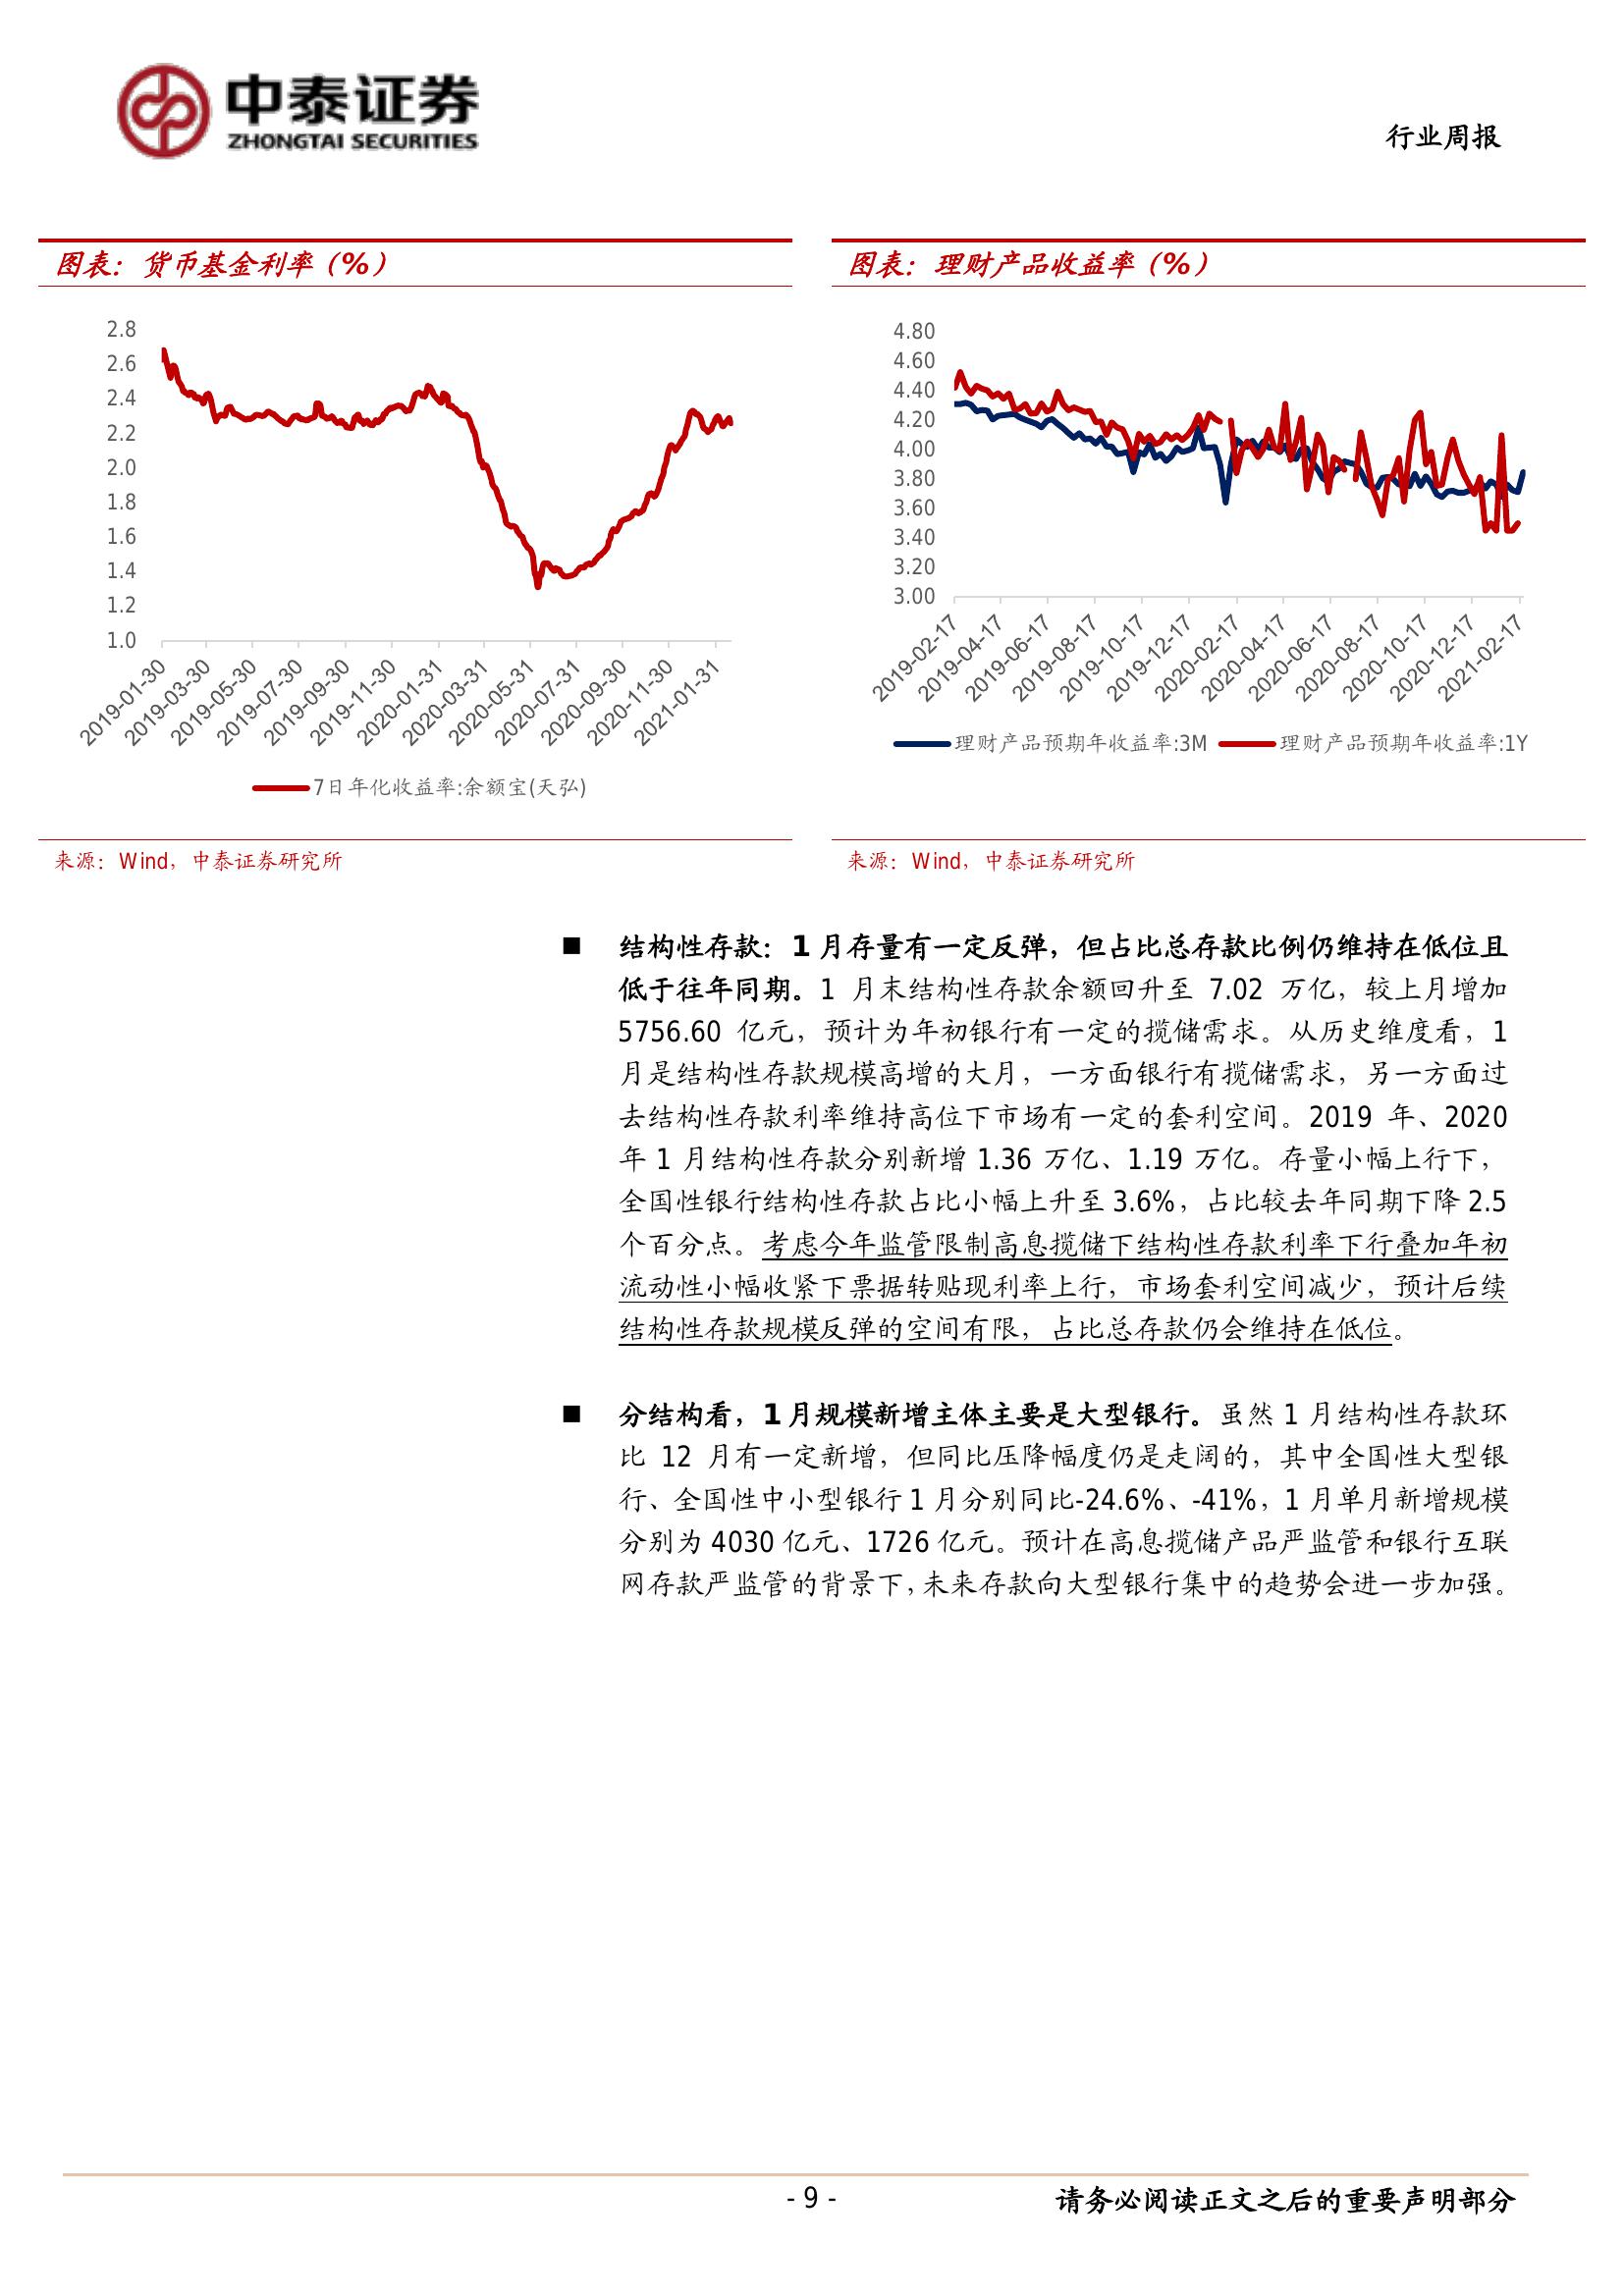 中泰证券
ZHONGTAI SECURITIES
行业周报
图表：货币基金利率（%）
2.8
2.6
2.4
2.2
2.0
1.8
1.6
1.4
1.2
1.0
2019-01-30
2019-03-30
2019-05-30
2019-07-30
2019-09-30
2019-11-30
2020-01-31
2020-03-31
2020-05-31
2020-07-31
2020-09-30
2020-11-30
2021-01-31
7日年化收益率:余额宝(天弘)
来源：Wind，中泰证券研究所
图表：理财产品收益率（%）
4.80
4.60
4.40
4.20
4.00
3.80
3.60
3.40
3.20
3.00
2019-02-17
2019-04-17
2019-06-17
2019-08-17
2019-10-17
2019-12-17
2020-02-17
2020-04-17
2020-06-17
2020-08-17
2020-10-17
2020-12-17
2021-02-17
理财产品预期年收益率:3M 理财产品预期年收益率:1Y
来源：Wind，中泰证券研究所
■ 结构性存款：1 月存量有一定反弹，但占比总存款比例仍维持在低位且
低于往年同期。1 月末结构性存款余额回升至 7.02 万亿，较上月增加
5756.60 亿元，预计为年初银行有一定的揽储需求。从历史维度看，1
月是结构性存款规模高增的大月，一方面银行有揽储需求，另一方面过
去结构性存款利率维持高位下市场有一定的套利空间。2019 年、2020
年 1 月结构性存款分别新增 1.36 万亿、1.19 万亿。存量小幅上行下，
全国性银行结构性存款占比小幅上升至 3.6%，占比较去年同期下降 2.5
个百分点。考虑今年监管限制高息揽储下结构性存款利率下行叠加年初
流动性小幅收紧下票据转贴现利率上行，市场套利空间减少，预计后续
结构性存款规模反弹的空间有限，占比总存款仍会维持在低位。
■ 分结构看，1 月规模新增主体主要是大型银行。虽然 1 月结构性存款环
比 12 月有一定新增，但同比压降幅度仍是走阔的，其中全国性大型银
行、全国性中小型银行 1 月分别同比-24.6%、-41%，1 月单月新增规模
分别为 4030 亿元、1726 亿元。预计在高息揽储产品严监管和银行互联
网存款严监管的背景下，未来存款向大型银行集中的趋势会进一步加强。
- 9 -
请务必阅读正文之后的重要声明部分